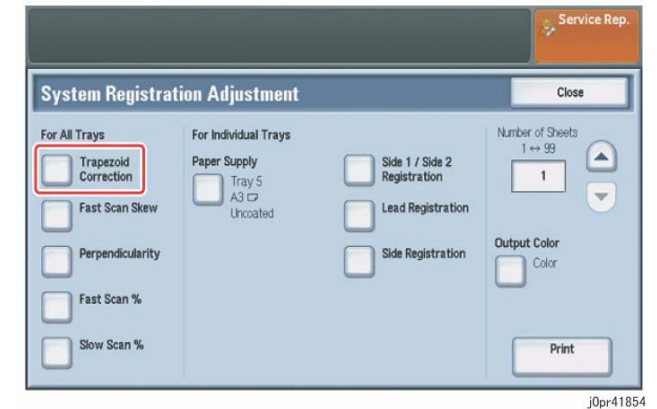 Service Rep.
System Registration Adjustment
Close
For All Trays
Trapezoid
Correction
Fast Scan Skew
Perpendicularity
Fast Scan %
Slow Scan %
For Individual Trays
Paper Supply
Tray 5
A3
Uncoated
Side 1 / Side 2
Registration
Lead Registration
Side Registration
Number of Sheets
1 ↔ 99
1
Output Color
Color
Print
j0pr41854